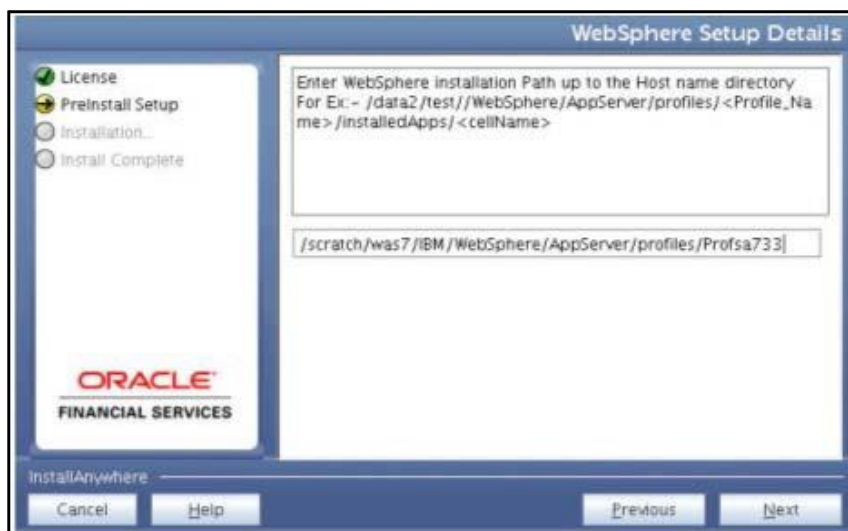 WebSphere Setup Details
License
PreInstall Setup
Installation...
Install Complete
Enter WebSphere installation Path up to the Host name directory
For Ex:- /data2/test//WebSphere/AppServer/profiles/<Profile_Na
me>/installedApps/<cellName>
/scratch/was7/IBM/WebSphere/AppServer/profiles/Profsa733
ORACLE
FINANCIAL SERVICES
InstallAnywhere
Cancel
Help
Previous
Next